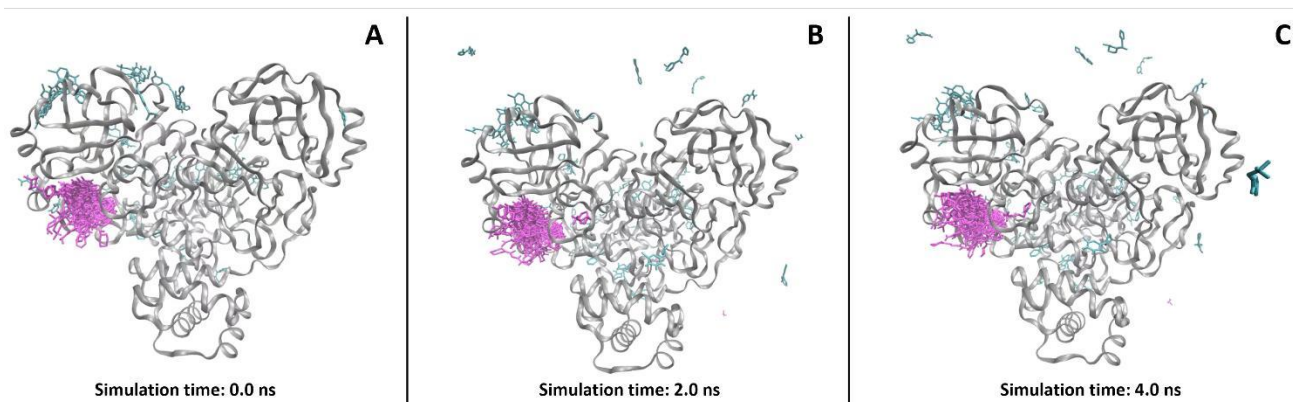 A
B
C
Simulation time: 0.0 ns
Simulation time: 2.0 ns
Simulation time: 4.0 ns